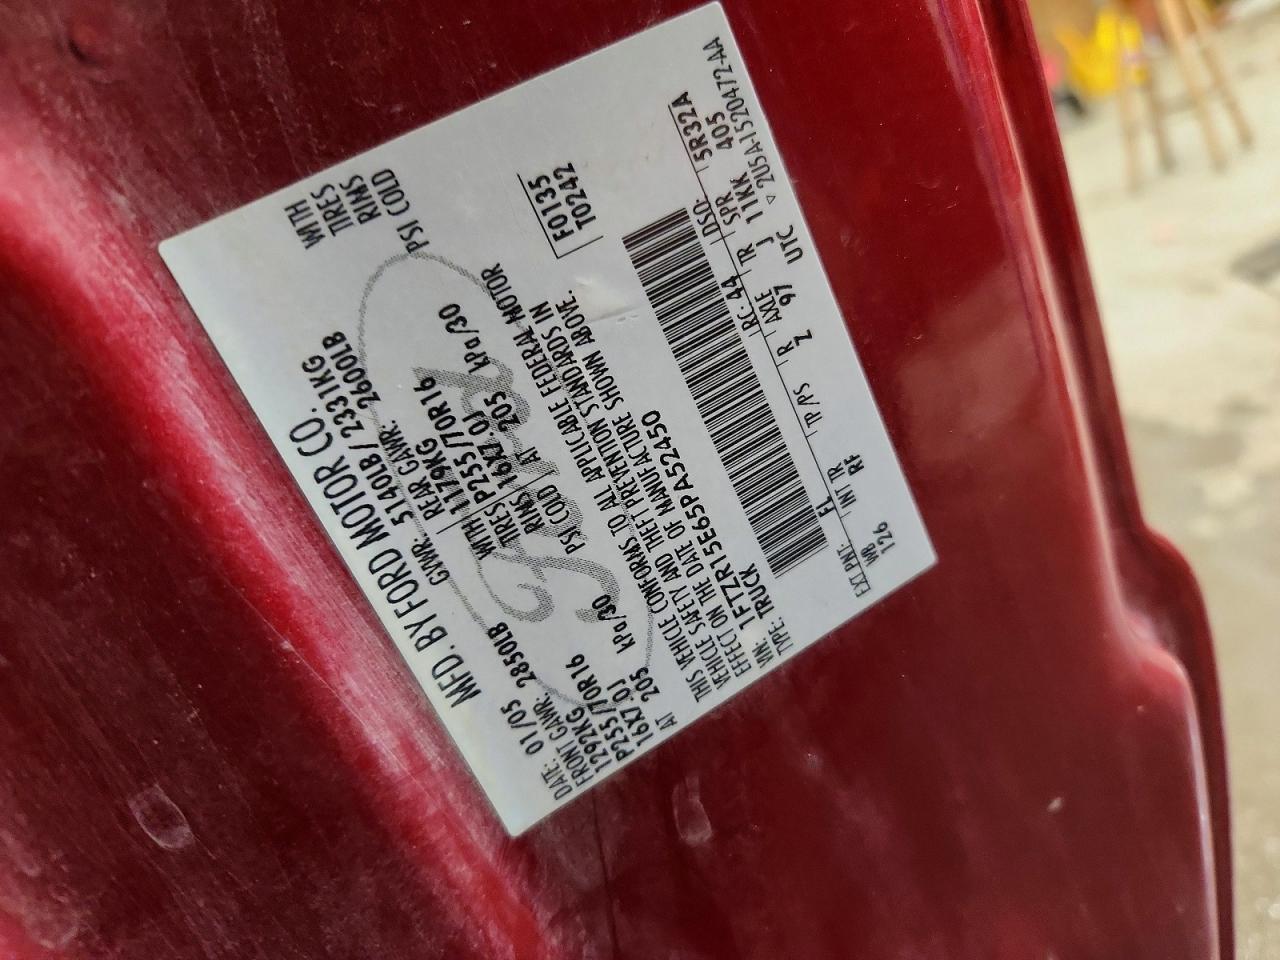 MFD. BY FORD MOTOR CO.
DATE: 01/05 GVWR: 5140LB/ 2331KG
FRONT GAWR: 2850LB REAR GAWR: 2600LB
1292KG 1179KG WITH
P255/70R16 WITH TIRES P255/70R16 TIRES
16X7.0J RIMS 16X7.0J RIMS
AT 205 kPa/30 PSI COLD AT 205 kPa/30 PSI COLD
THIS VEHICLE CONFORMS TO ALL APPLICABLE FEDERAL MOTOR
VEHICLE SAFETY AND THEFT PREVENTION STANDARDS IN
EFFECT ON THE DATE OF MANUFACTURE SHOWN ABOVE.
VIN: 1FTZR15E65PA52450 F0135
TYPE: TRUCK T0242
EXT PNT: FL RC: 44 DSO: 5R32A
WB INT TR TP/PS R AXLE TR SPR 405
126 RF Z 97 J 11KK
UTC ▽ 2U5A-1520472-AA